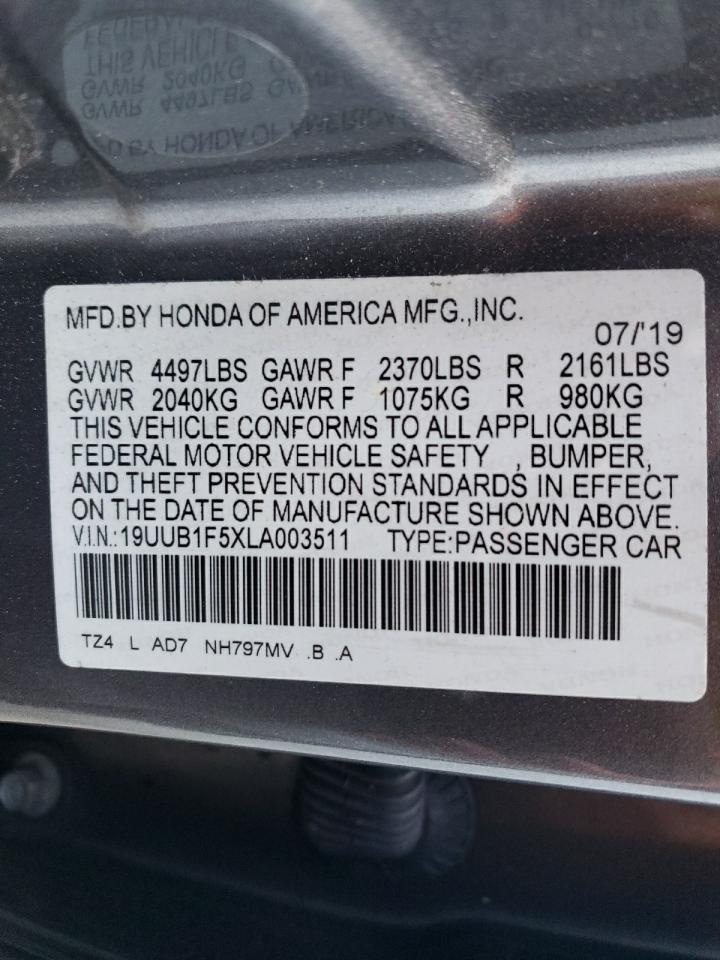 MFD.BY HONDA OF AMERICA MFG.,INC.
07/'19
GVWR 4497LBS GAWR F 2370LBS R 2161LBS
GVWR 2040KG GAWR F 1075KG R 980KG
THIS VEHICLE CONFORMS TO ALL APPLICABLE
FEDERAL MOTOR VEHICLE SAFETY , BUMPER,
AND THEFT PREVENTION STANDARDS IN EFFECT
ON THE DATE OF MANUFACTURE SHOWN ABOVE.
V.I.N.:19UUB1F5XLA003511 TYPE:PASSENGER CAR
TZ4 L AD7 NH797MV .B .A